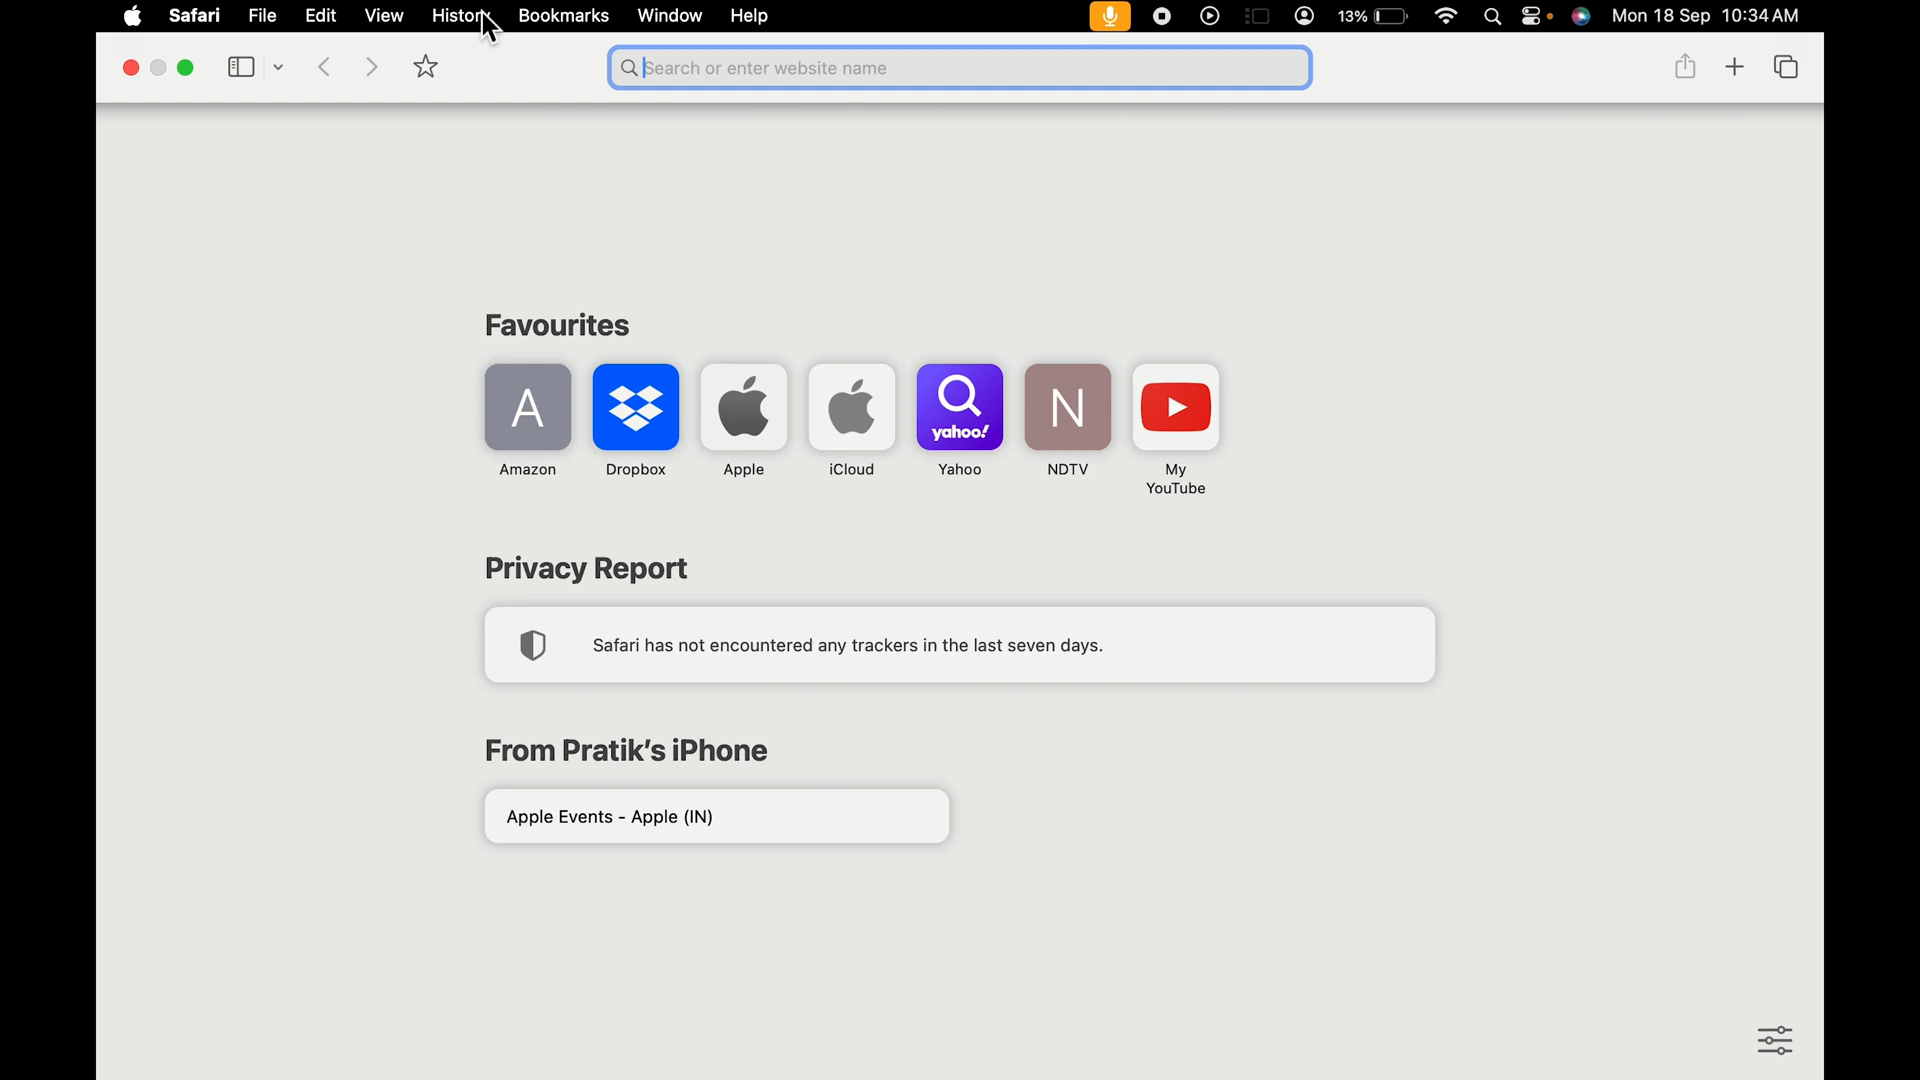 Safari File Edit View History Bookmarks Window Help 13% Mon 18 Sep 10:34 AM
Search or enter website name
Favourites
A
yahoo!
N
Amazon Dropbox Apple iCloud Yahoo NDTV My
YouTube
Privacy Report
Safari has not encountered any trackers in the last seven days.
From Pratik's iPhone
Apple Events - Apple (IN)